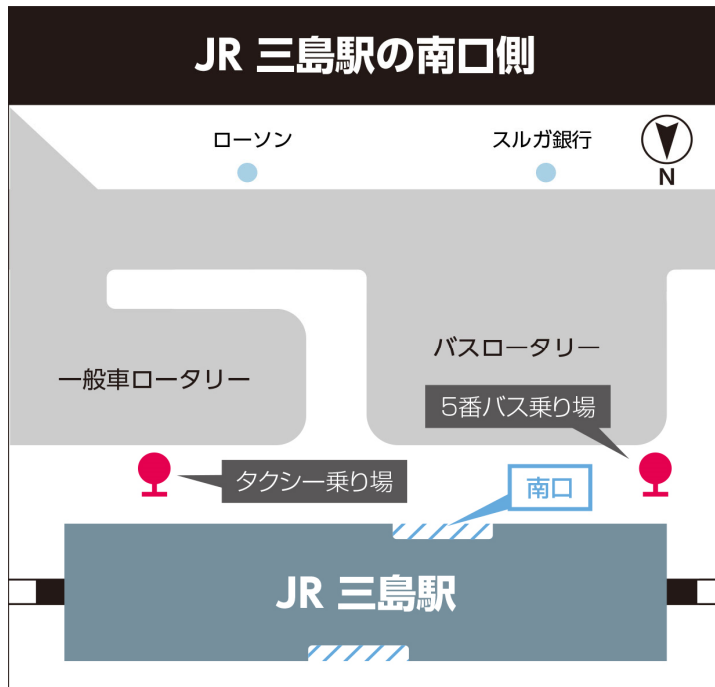 JR 三島駅の南口側
ローソン
スルガ銀行
N
バスロータリー
一般車ロータリー
5番バス乗り場
タクシー乗り場
南口
JR 三島駅